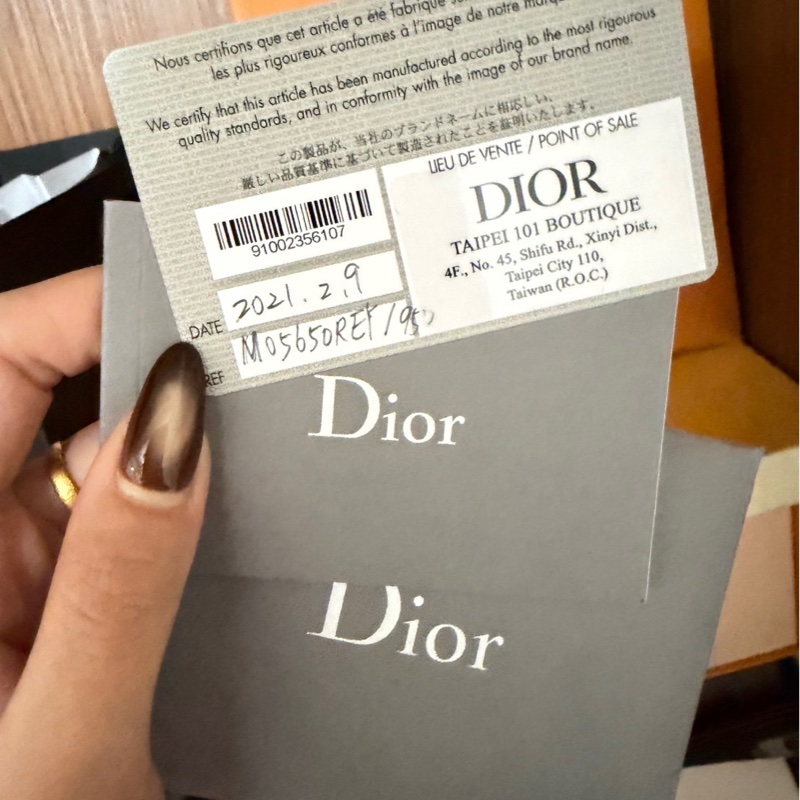 Nous certifions que cet article a été fabriqué
les plus rigoureux conformes à l'image de notre marque
We certify that this article has been manufactured according to the most rigourous
quality standards, and in conformity with the image of our brand name.
この製品が、当社のブランドネームに相応しい、
厳しい品質基準に基づいて製造されたことを証明いたします。
LIEU DE VENTE / POINT OF SALE
DIOR
TAIPEI 101 BOUTIQUE
4F., No. 45, Shifu Rd., Xinyi Dist.,
Taipei City 110,
Taiwan (R.O.C.)
91002356107
DATE 2021.2.9
REF
Dior
Dior